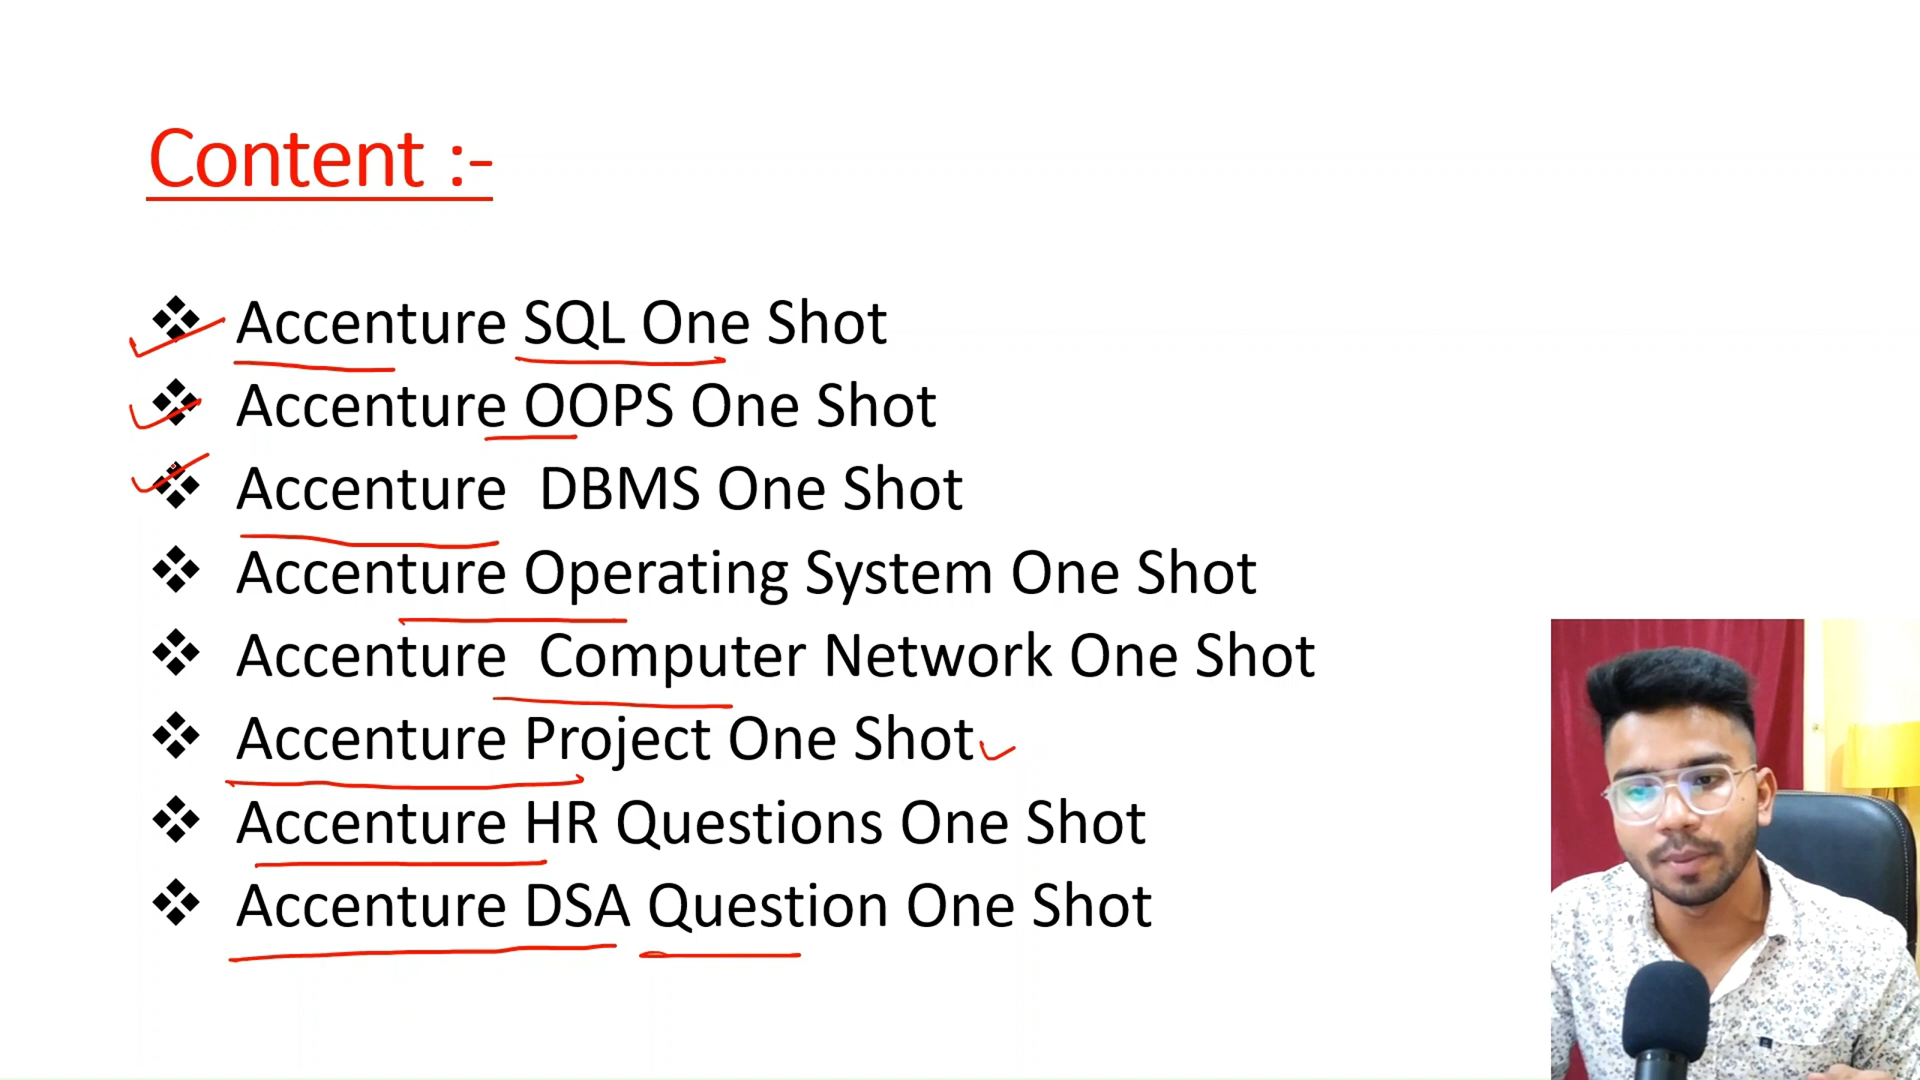 Content :-
Accenture SQL One Shot
Accenture OOPS One Shot
Accenture  DBMS One Shot
Accenture Operating System One Shot
Accenture  Computer Network One Shot
Accenture Project One Shot
Accenture HR Questions One Shot
Accenture DSA Question One Shot